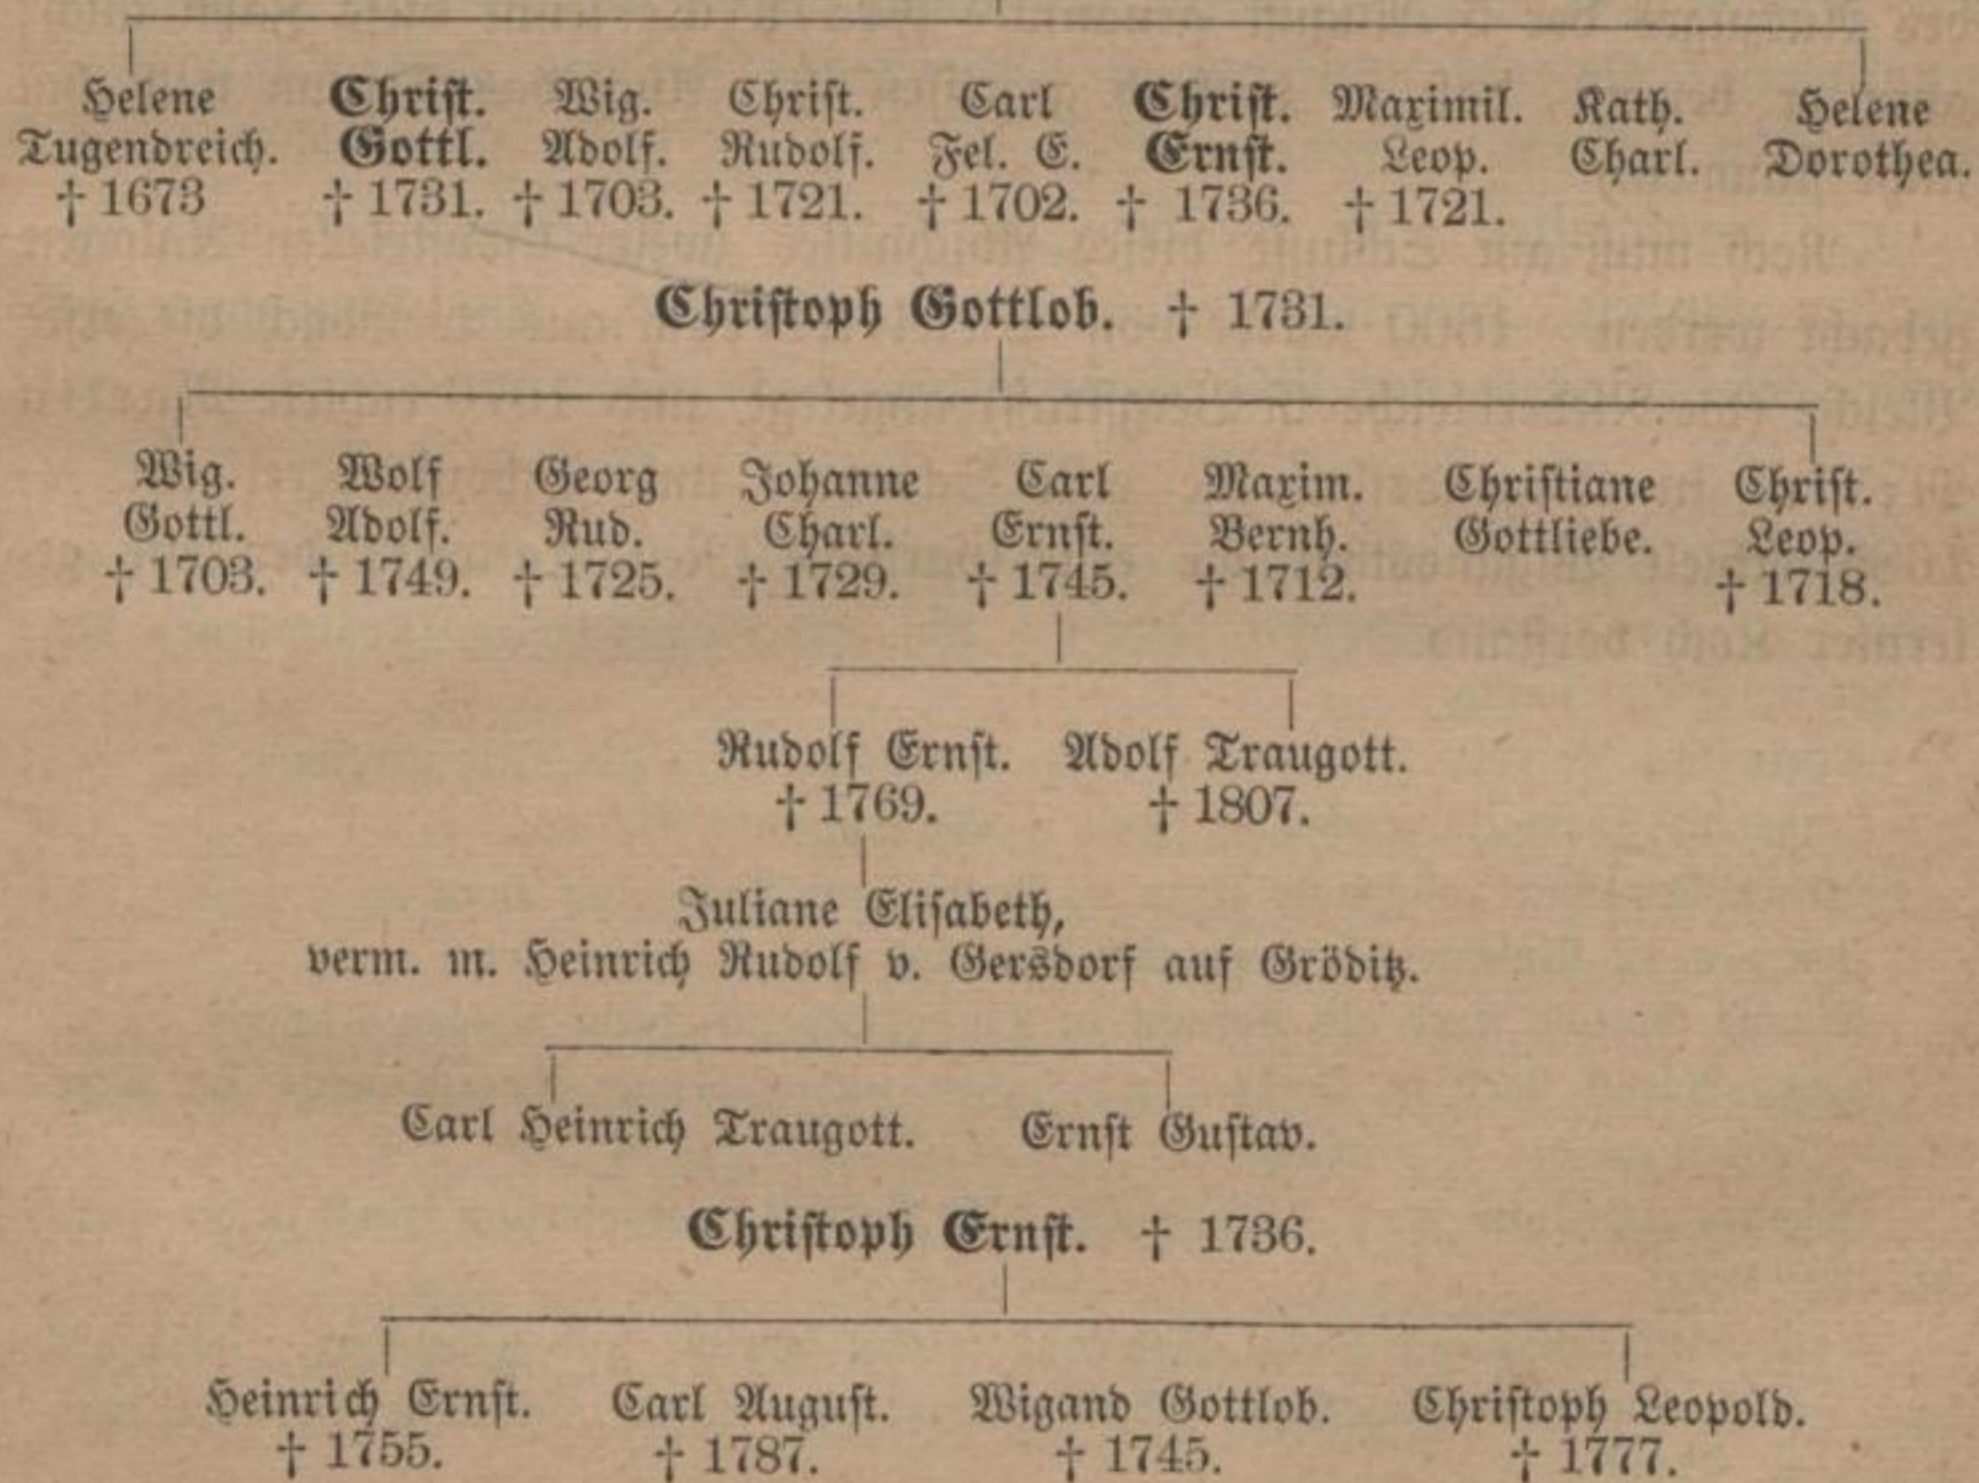 Helene Christ. Wig. Christ. Carl Christ. Maximil. Kath. Helene
Tugendreich. Gottl. Adolf. Rudolf. Fel. E. Ernst. Leop. Charl. Dorothea.
† 1673 † 1731. † 1703. † 1721. † 1702. † 1736. † 1721.
Christoph Gottlob. † 1731.
Wig. Wolf Georg Johanne Carl Maxim. Christiane Christ.
Gottl. Adolf. Rud. Charl. Ernst. Bernh. Gottliebe. Leop.
† 1703. † 1749. † 1725. † 1729. † 1745. † 1712. † 1718.
Rudolf Ernst. Adolf Traugott.
† 1769. † 1807.
Juliane Elisabeth,
verm. m. Heinrich Rudolf v. Gersdorf auf Gröditz.
Carl Heinrich Traugott. Ernst Gustav.
Christoph Ernst. † 1736.
Heinrich Ernst. Carl August. Wigand Gottlob. Christoph Leopold.
† 1755. † 1787. † 1745. † 1777.